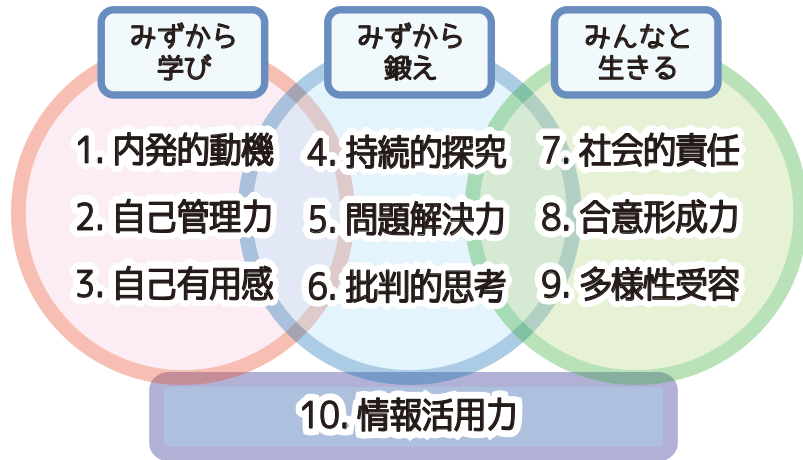 みずから
学び
みずから
鍛え
みんなと
生きる
1. 内発的動機
2. 自己管理力
3. 自己有用感
4. 持続的探究
5. 問題解決力
6. 批判的思考
7. 社会的責任
8. 合意形成力
9. 多様性受容
10. 情報活用力